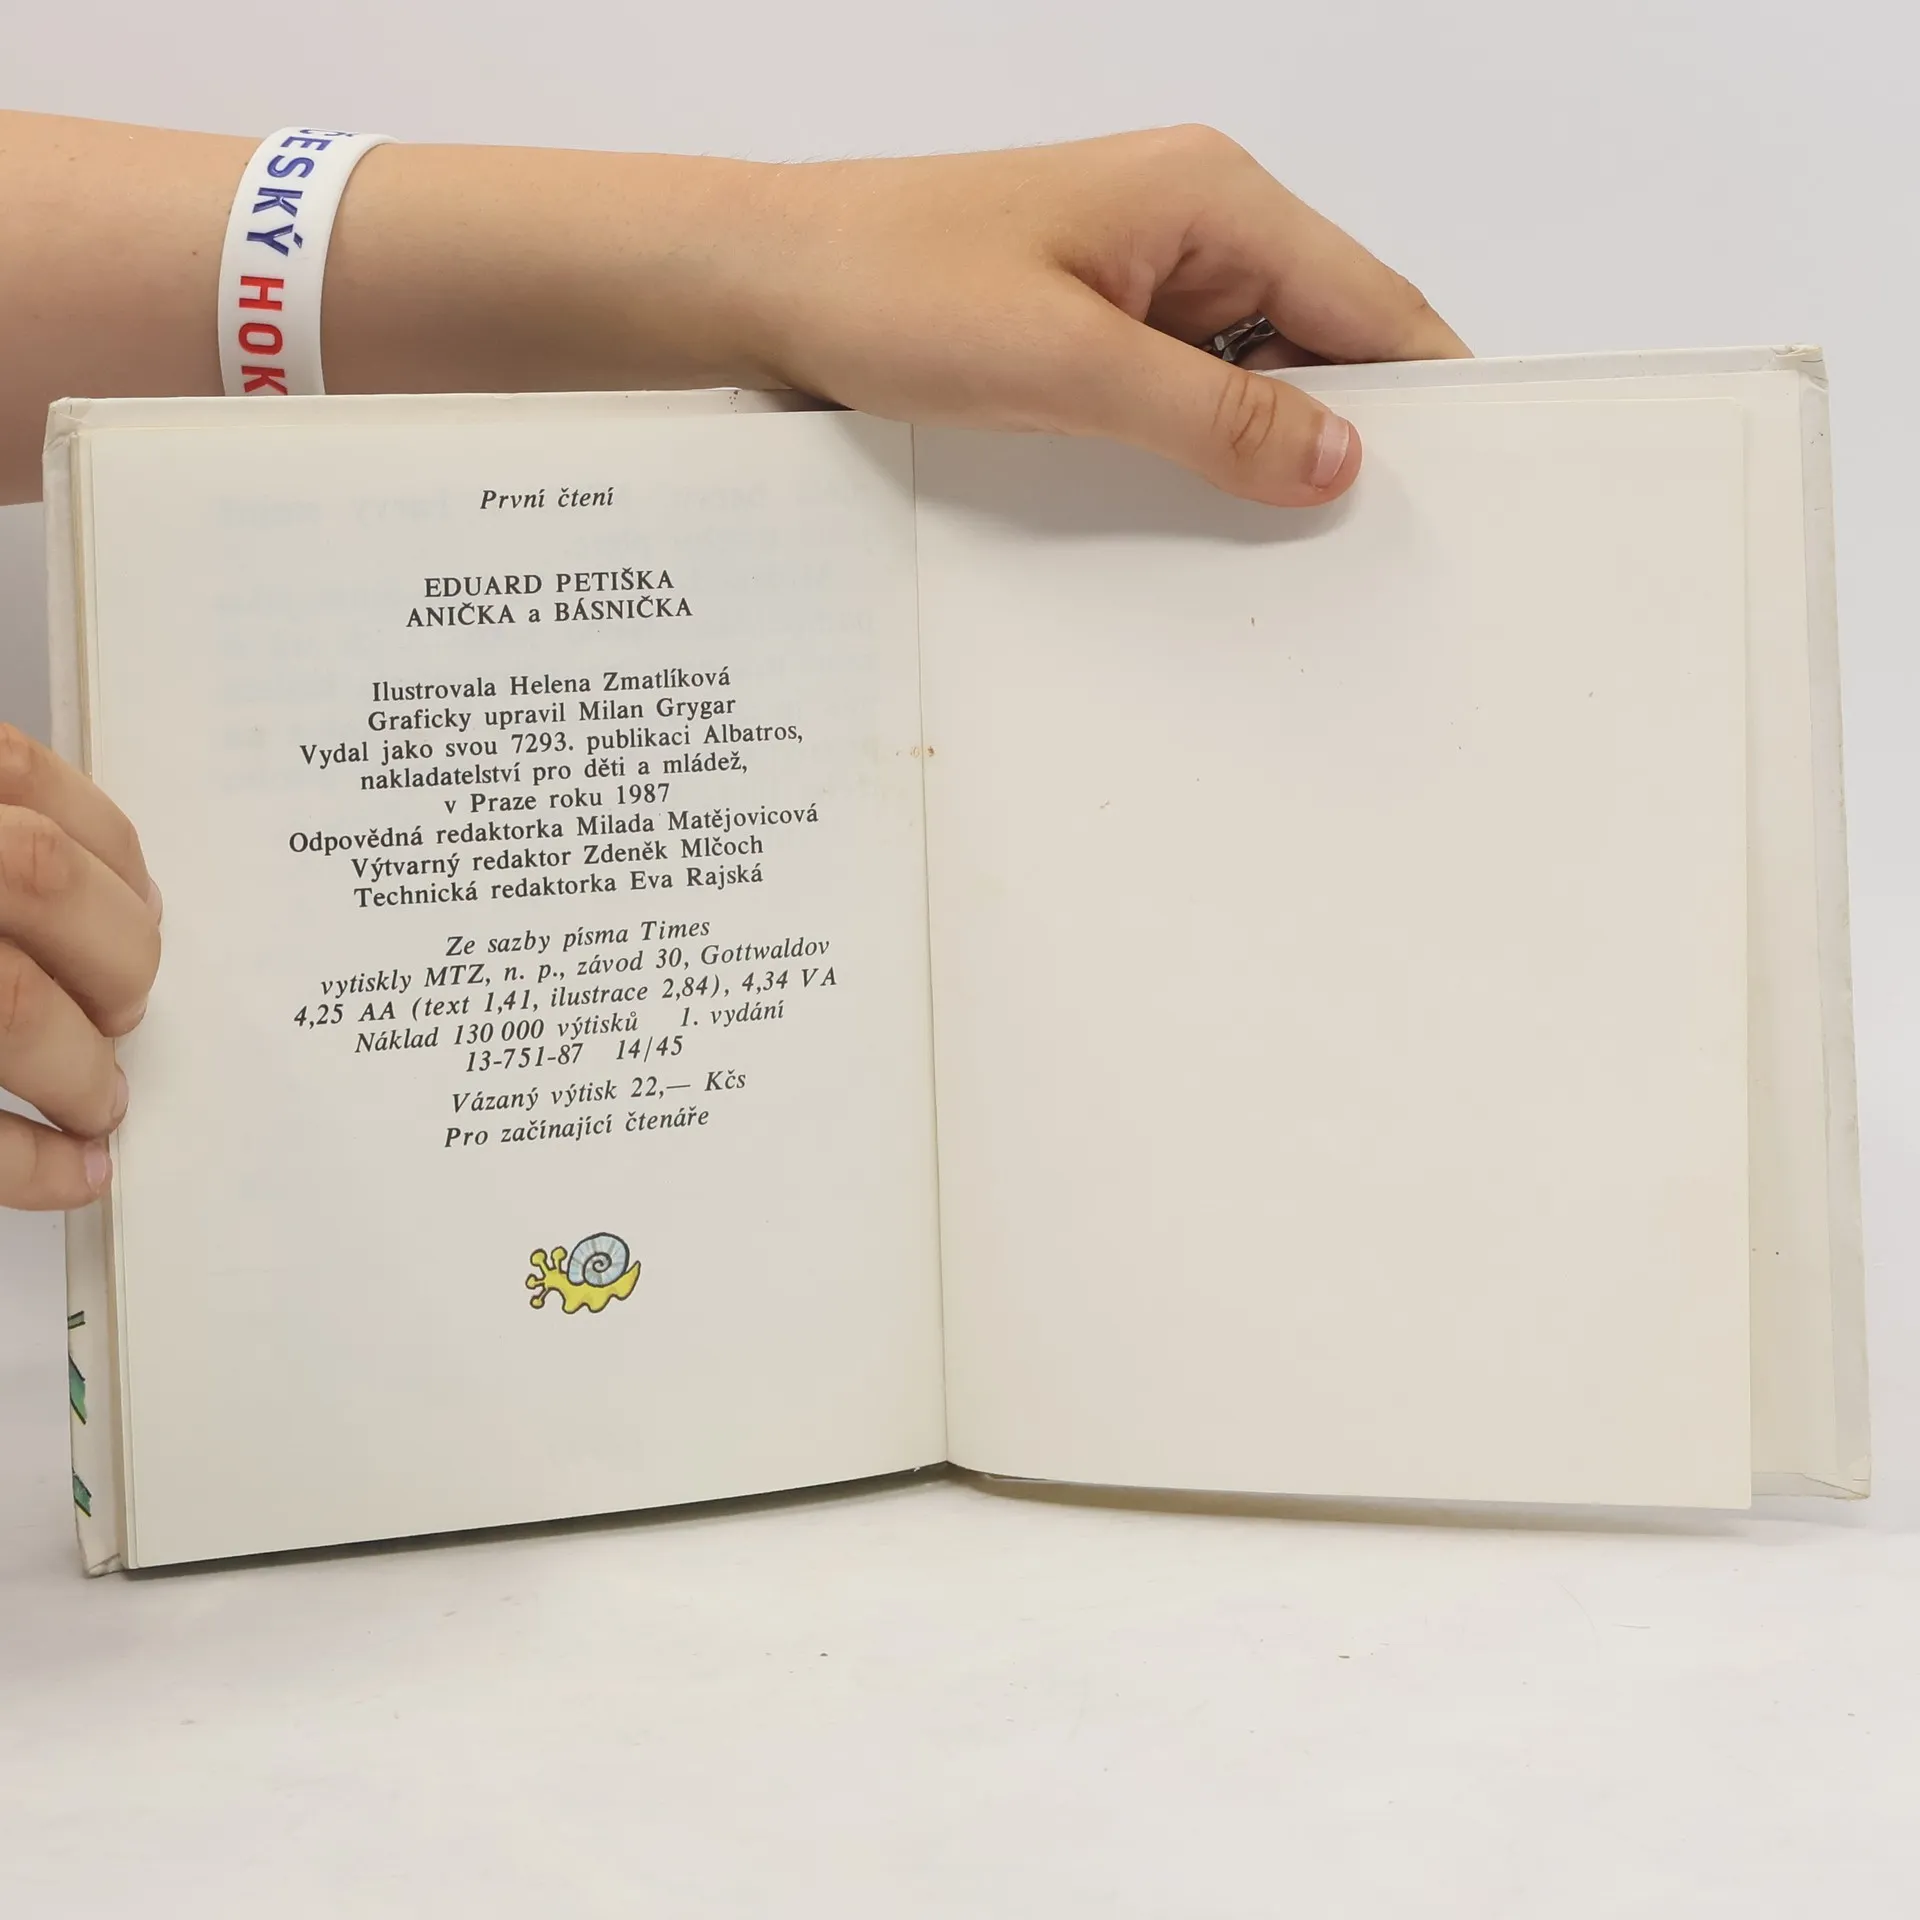 ČESKÝ HOK
První čtení
EDUARD PETIŠKA
ANIČKA a BÁSNIČKA
Ilustrovala Helena Zmatlíková
Graficky upravil Milan Grygar
Vydal jako svou 7293. publikaci Albatros,
nakladatelství pro děti a mládež,
v Praze roku 1987
Odpovědná redaktorka Milada Matějovicová
Výtvarný redaktor Zdeněk Mlčoch
Technická redaktorka Eva Rajská
Ze sazby písma Times
vytiskly MTZ, n. p., závod 30, Gottwaldov
4,25 AA (text 1,41, ilustrace 2,84), 4,34 VA
Náklad 130 000 výtisků 1. vydání
13-751-87 14/45
Vázaný výtisk 22,— Kčs
Pro začínající čtenáře